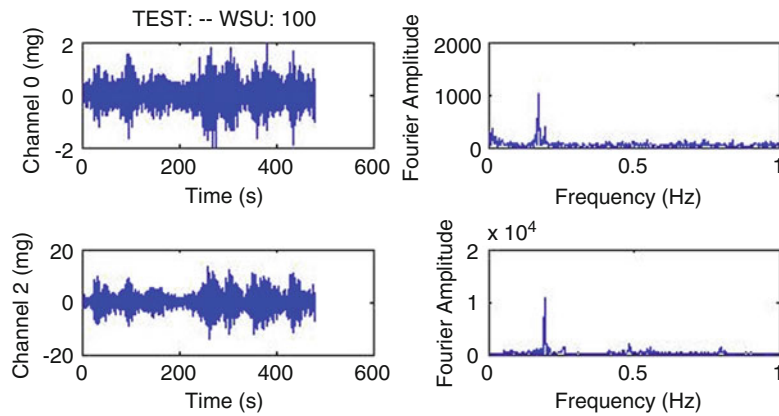 TEST: -- WSU: 100
Channel 0 (mg)
2
0
-2
0 200 400 600
Time (s)
Fourier Amplitude
2000
1000
0
0 0.5 1
Frequency (Hz)
Channel 2 (mg)
20
0
-20
0 200 400 600
Time (s)
x 10⁴
Fourier Amplitude
2
1
0
0 0.5 1
Frequency (Hz)